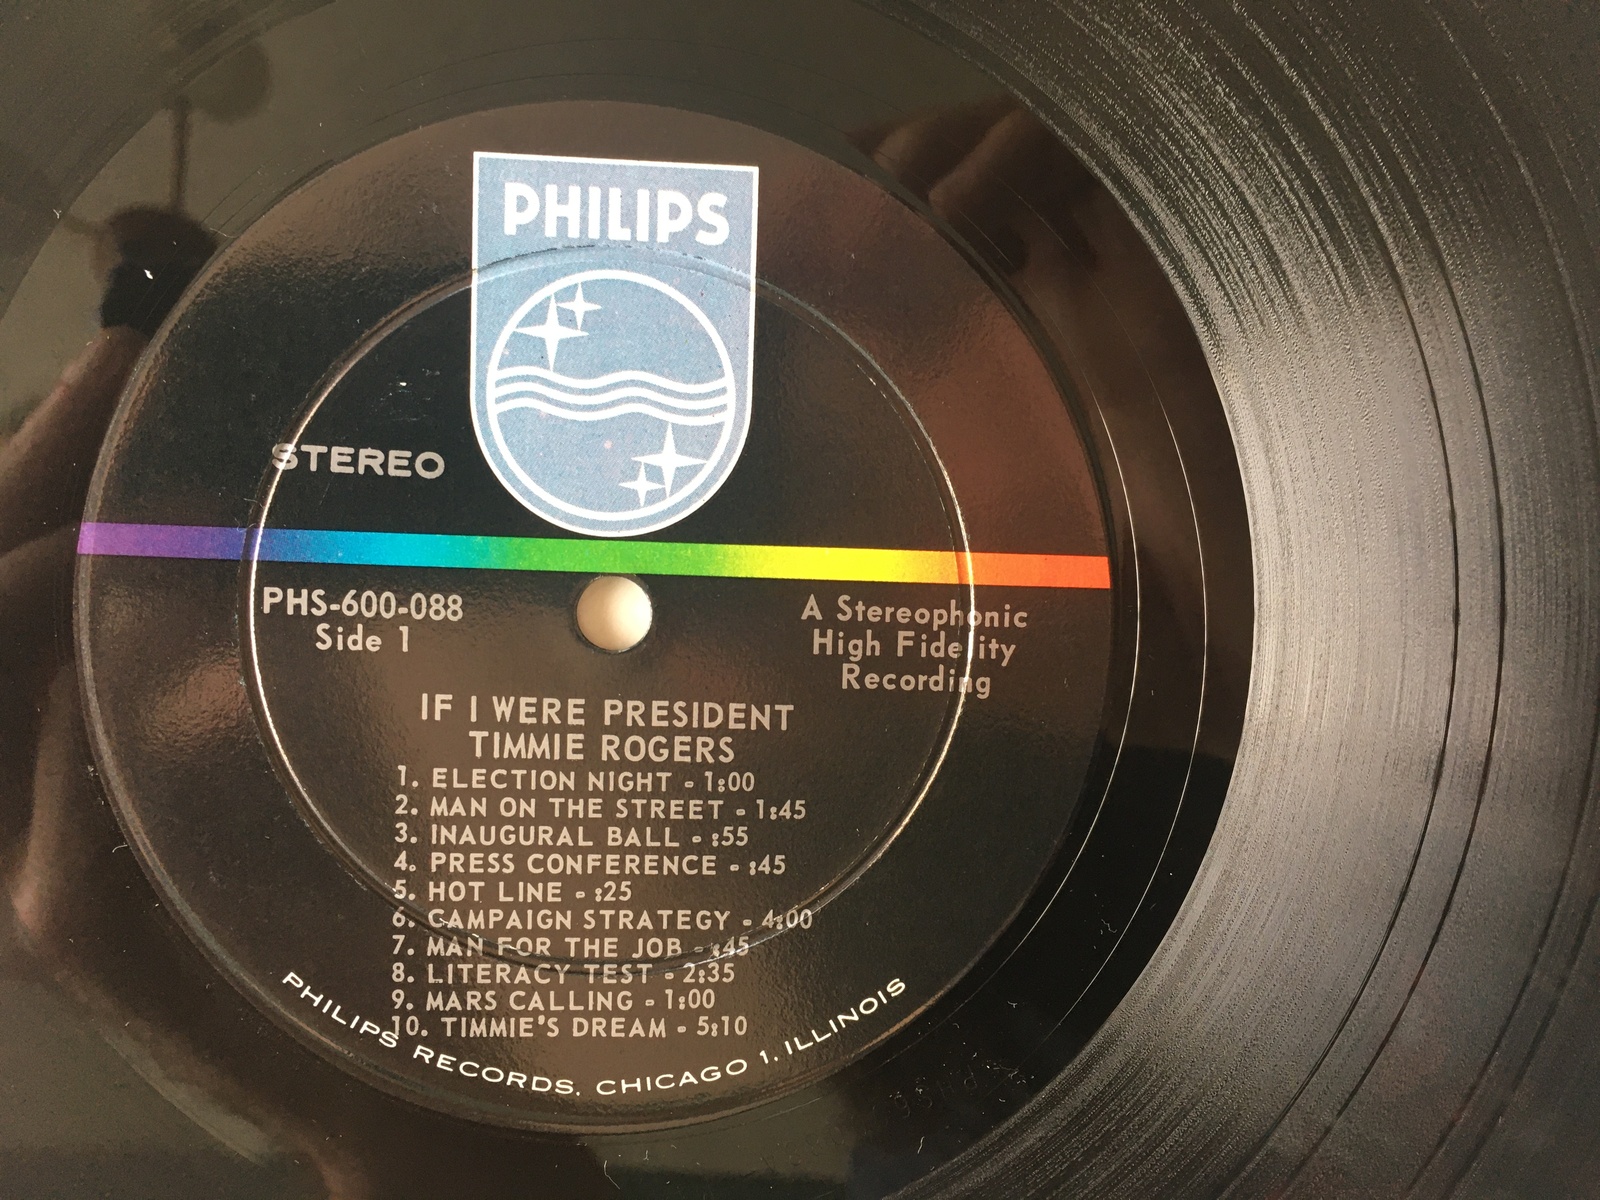 PHILIPS
STEREO
PHS-600-088
Side 1
A Stereophonic
High Fidelity
Recording
IF I WERE PRESIDENT
TIMMIE ROGERS
1. ELECTION NIGHT - 1:00
2. MAN ON THE STREET - 1:45
3. INAUGURAL BALL - :55
4. PRESS CONFERENCE - :45
5. HOT LINE - :25
6. CAMPAIGN STRATEGY - 4:00
7. MAN FOR THE JOB - :45
8. LITERACY TEST - 2:35
9. MARS CALLING - 1:00
10. TIMMIE'S DREAM - 5:10
PHILIPS RECORDS, CHICAGO 1, ILLINOIS